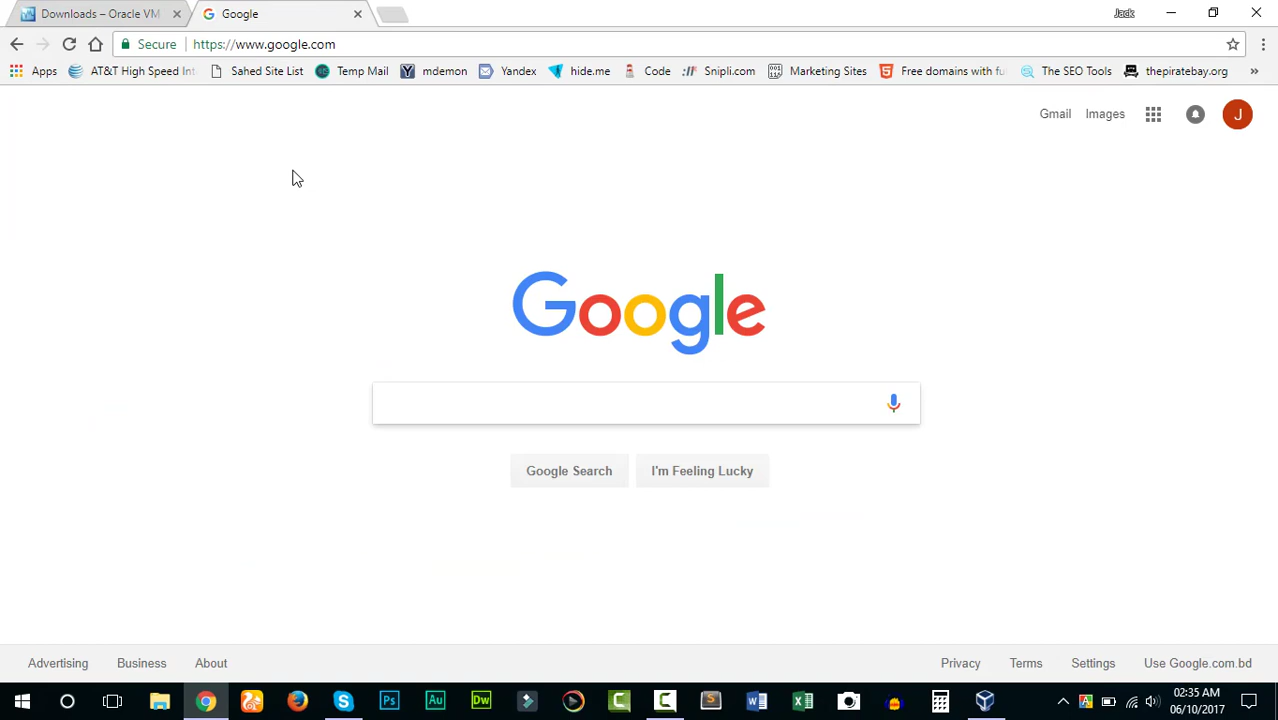 Downloads – Oracle VM
Google
Jack
Secure
https://www.google.com
Apps
AT&T High Speed Int
Sahed Site List
Temp Mail
mdemon
Yandex
hide.me
Code
Snipli.com
Marketing Sites
Free domains with fu
The SEO Tools
thepiratebay.org
»
Gmail
Images
J
Google
Google Search
I'm Feeling Lucky
Advertising
Business
About
Privacy
Terms
Settings
Use Google.com.bd
Ps
Au
Dw
02:35 AM
06/10/2017